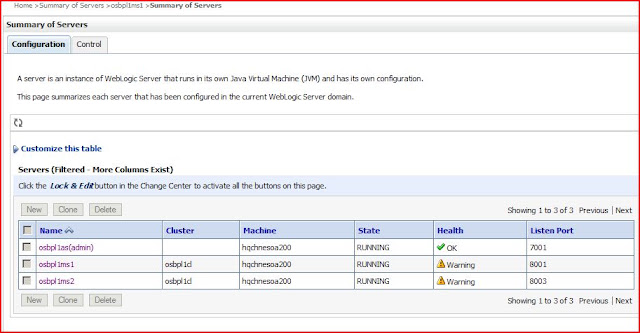 Home >Summary of Servers >osbpl1ms1 >Summary of Servers
Summary of Servers
Configuration Control
A server is an instance of WebLogic Server that runs in its own Java Virtual Machine (JVM) and has its own configuration.
This page summarizes each server that has been configured in the current WebLogic Server domain.
Customize this table
Servers (Filtered - More Columns Exist)
Click the Lock & Edit button in the Change Center to activate all the buttons on this page.
New Clone Delete Showing 1 to 3 of 3 Previous | Next
Name Cluster Machine State Health Listen Port
osbpl1as(admin) hqchnesoa200 RUNNING OK 7001
osbpl1ms1 osbpl1cl hqchnesoa200 RUNNING Warning 8001
osbpl1ms2 osbpl1cl hqchnesoa200 RUNNING Warning 8003
New Clone Delete Showing 1 to 3 of 3 Previous | Next